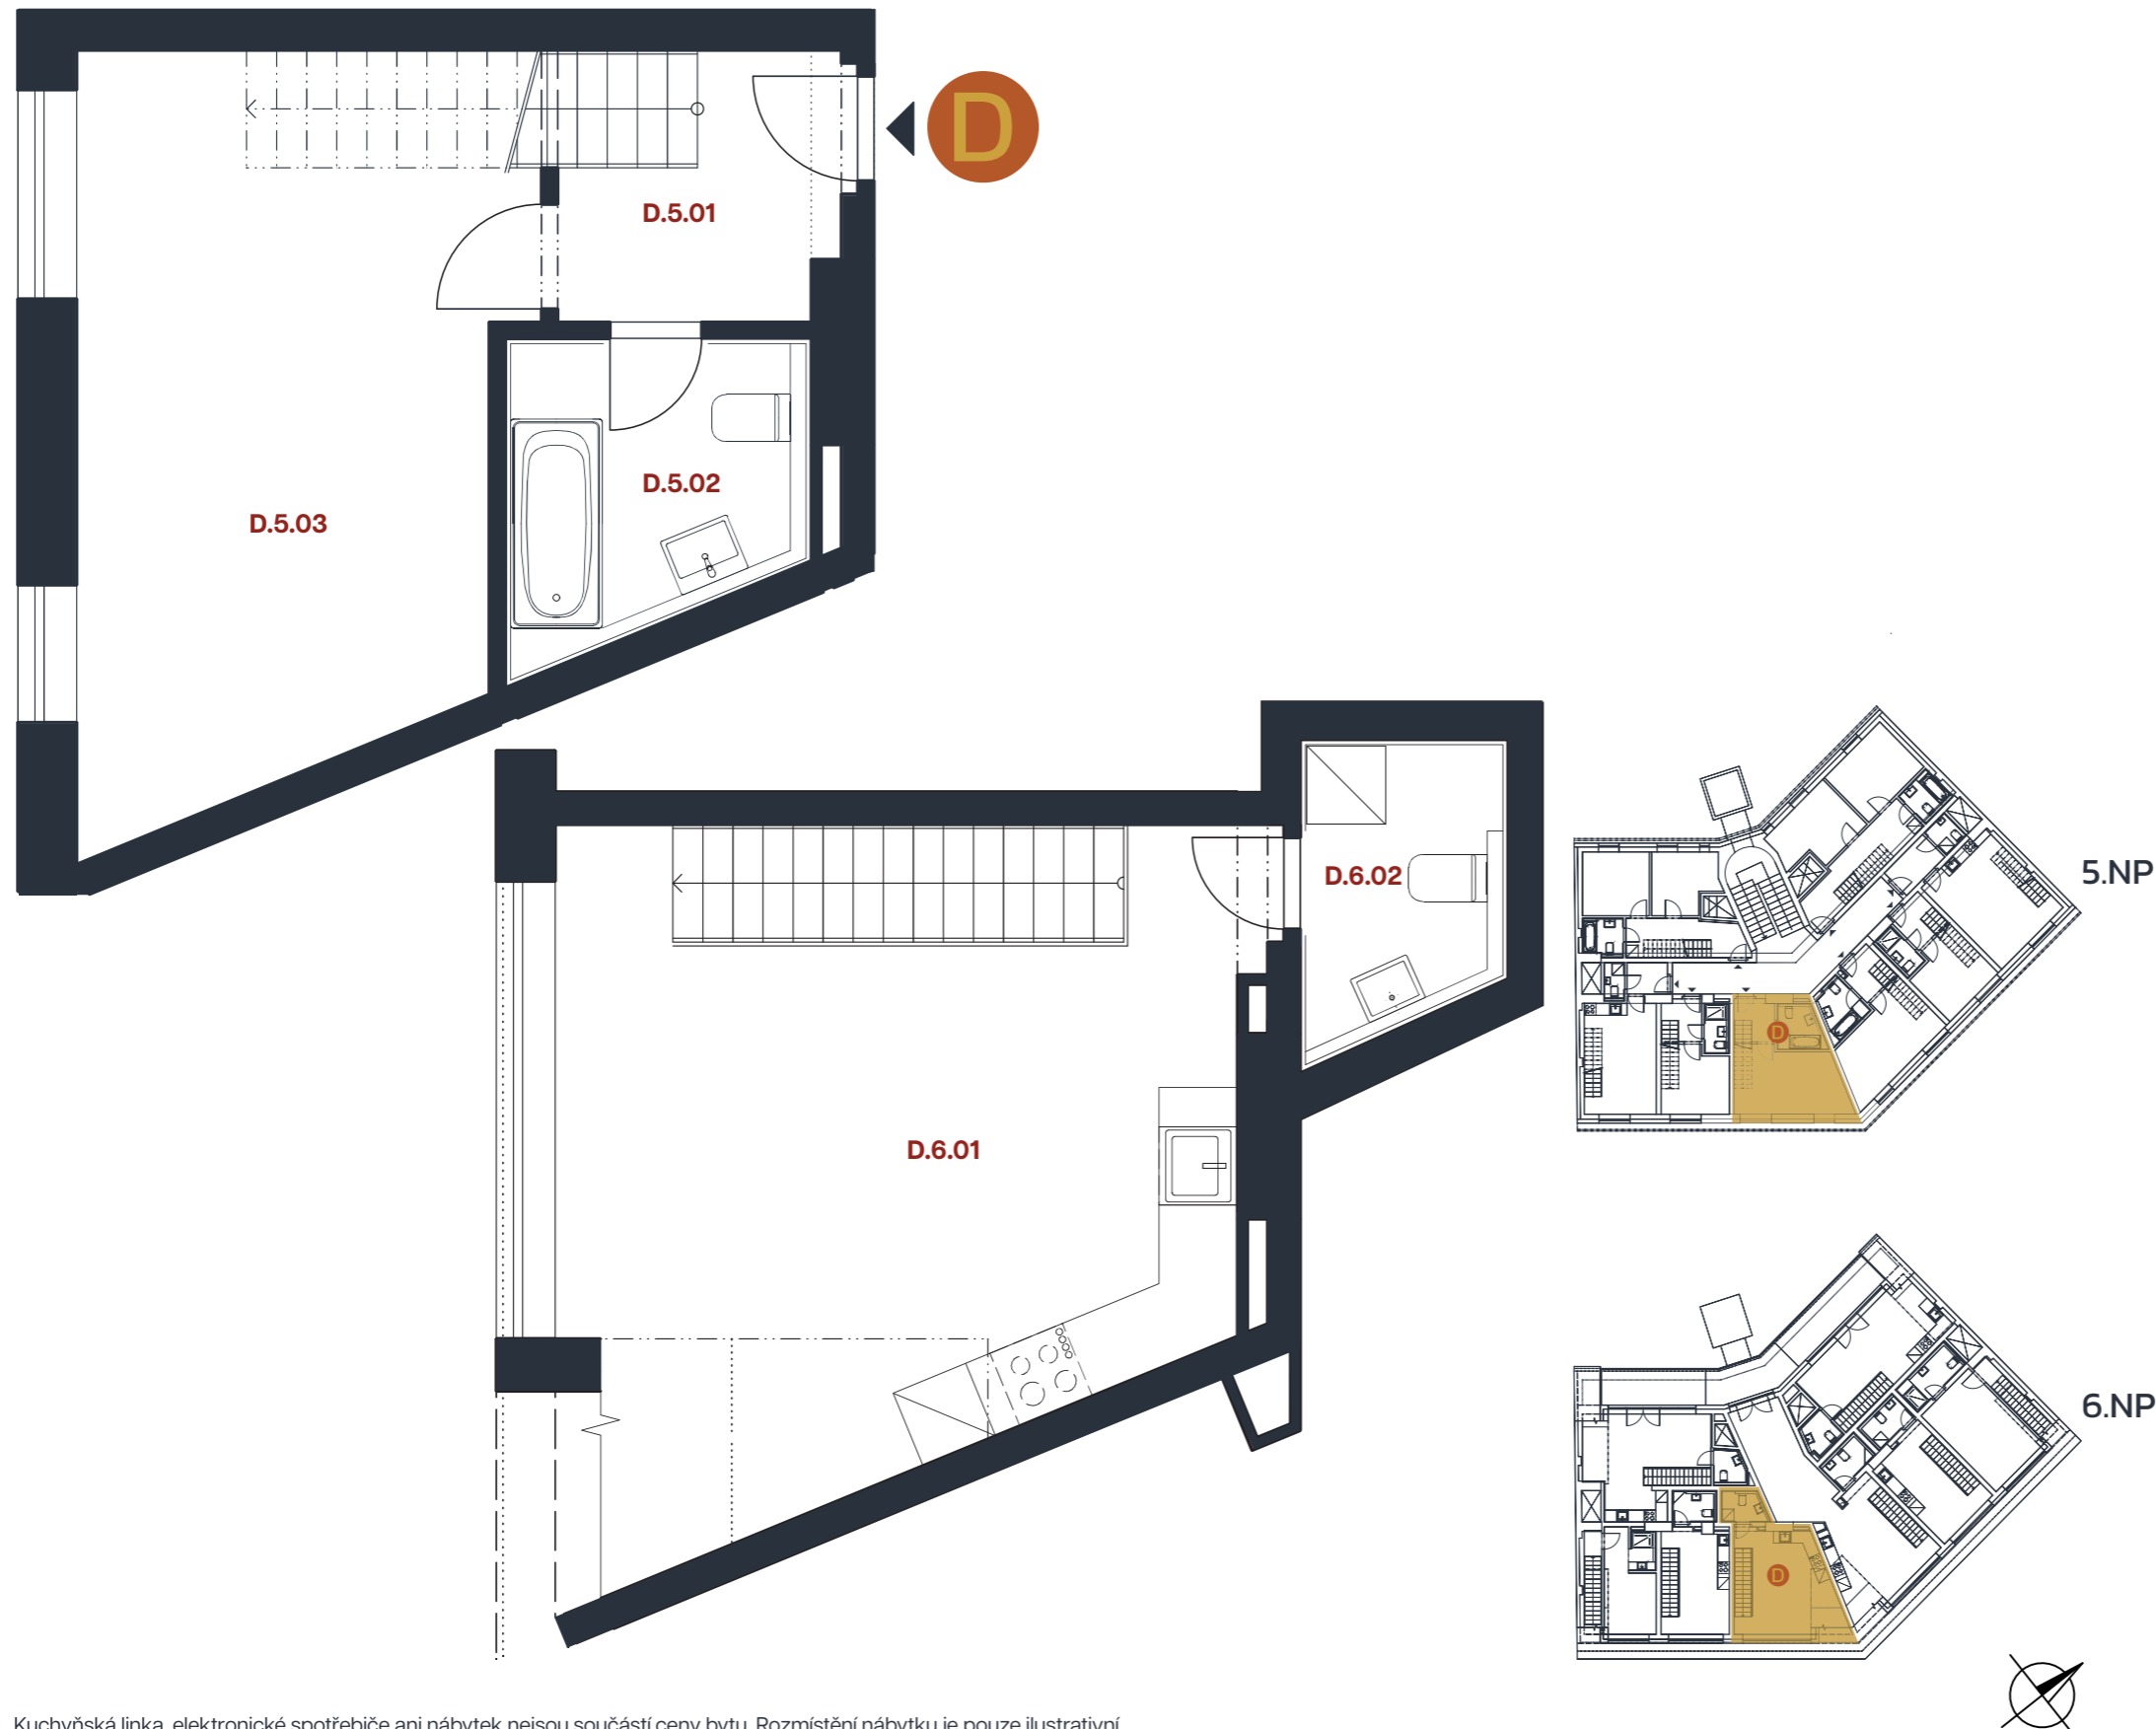 D
D.5.01
D.5.02
D.5.03
D.6.02
D.6.01
5.NP
D
6.NP
D
Kuchyňská linka, elektronické spotřebiče ani nábytek nejsou součástí ceny bytu. Rozmístění nábytku je pouze ilustrativní.